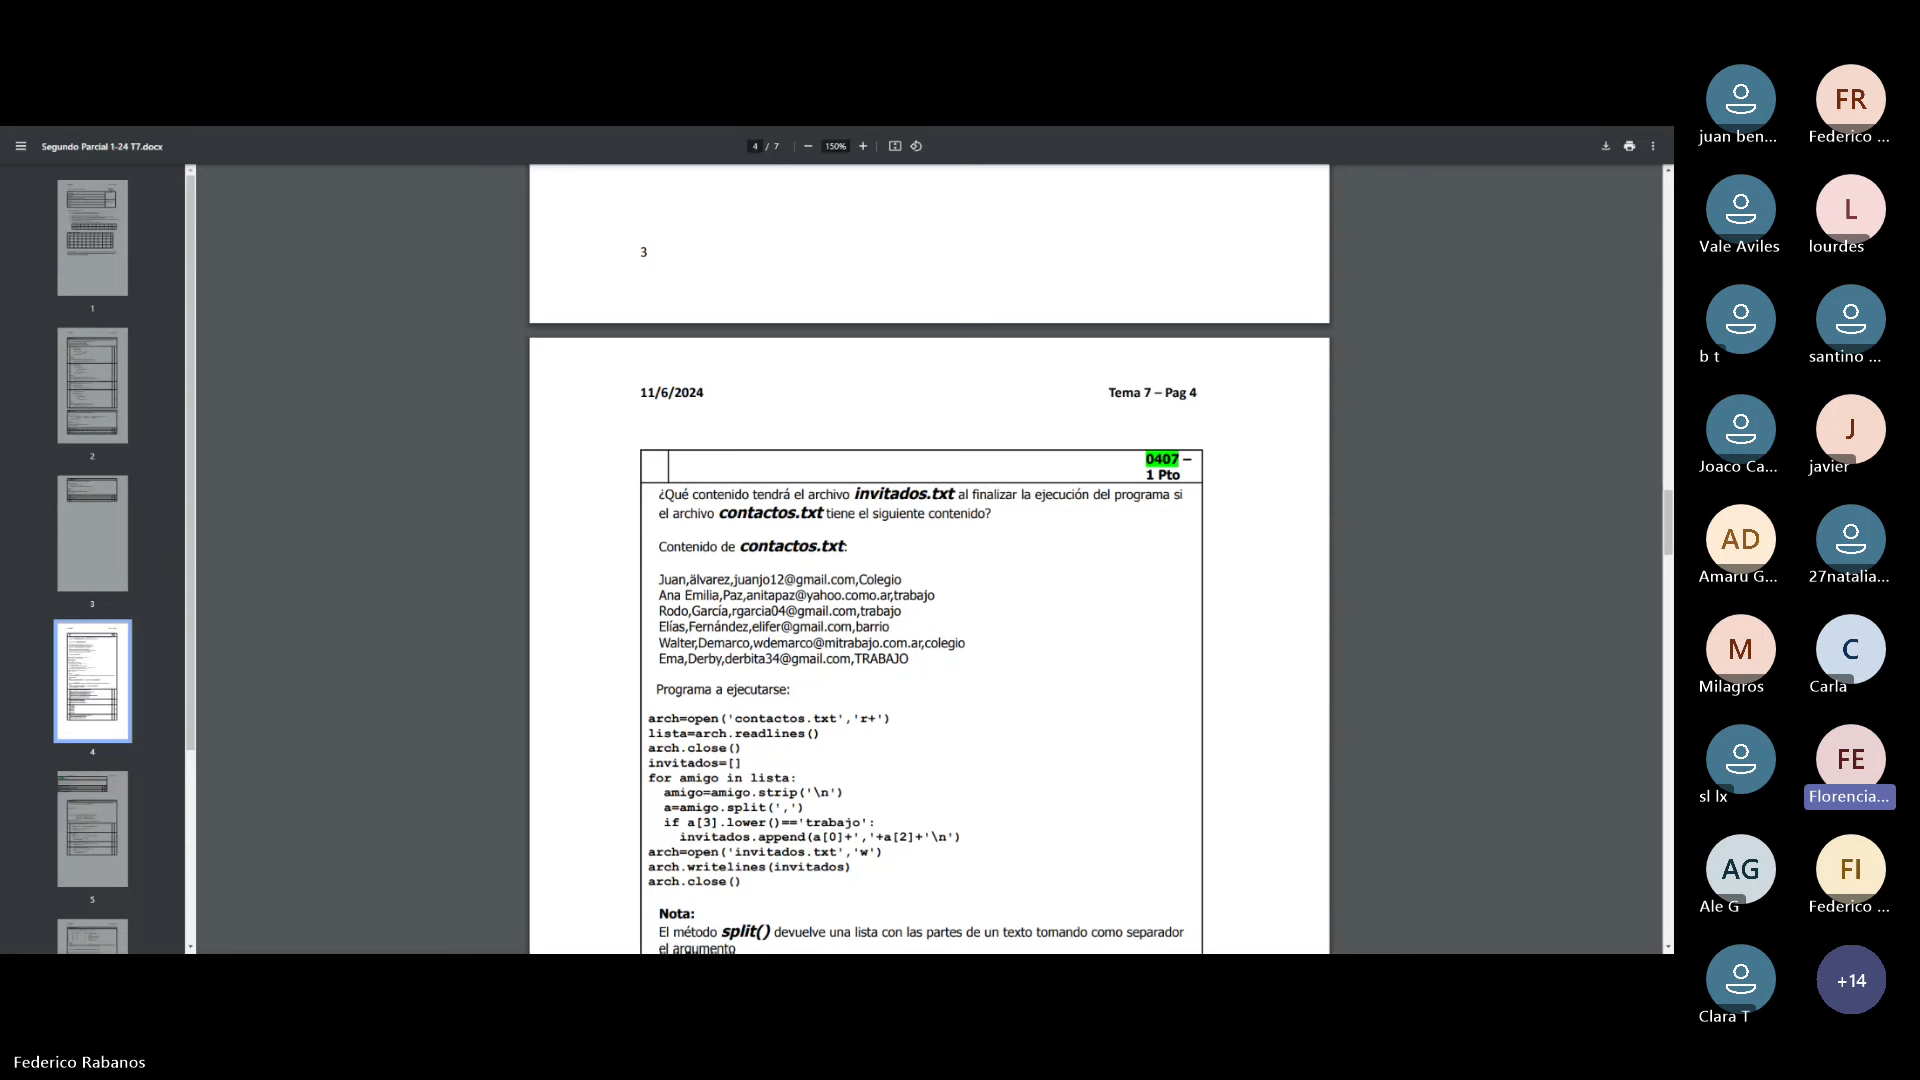 Segundo Parcial 1-24 T7.docx
4 / 7
150%
1
2
3
4
5
3
11/6/2024
Tema 7 – Pag 4
0407 –
1 Pto
¿Qué contenido tendrá el archivo invitados.txt al finalizar la ejecución del programa si
el archivo contactos.txt tiene el siguiente contenido?
Contenido de contactos.txt:
Juan,älvarez,juanjo12@gmail.com,Colegio
Ana Emilia,Paz,anitapaz@yahoo.como.ar,trabajo
Rodo,García,rgarcia04@gmail.com,trabajo
Elías,Fernández,elifer@gmail.com,barrio
Walter,Demarco,wdemarco@mitrabajo.com.ar,colegio
Ema,Derby,derbita34@gmail.com,TRABAJO
Programa a ejecutarse:
arch=open('contactos.txt','r+')
lista=arch.readlines()
arch.close()
invitados=[]
for amigo in lista:
  amigo=amigo.strip('\n')
  a=amigo.split(',')
  if a[3].lower()=='trabajo':
    invitados.append(a[0]+','+a[2]+'\n')
arch=open('invitados.txt','w')
arch.writelines(invitados)
arch.close()
Nota:
El método split() devuelve una lista con las partes de un texto tomando como separador
el argumento
juan ben...
FR
Federico ...
Vale Aviles
L
lourdes
b t
santino ...
Joaco Ca...
J
javier
AD
Amaru G...
27natalia...
M
Milagros
C
Carla
sl lx
FE
Florencia...
AG
Ale G
FI
Federico ...
Clara T
+14
Federico Rabanos